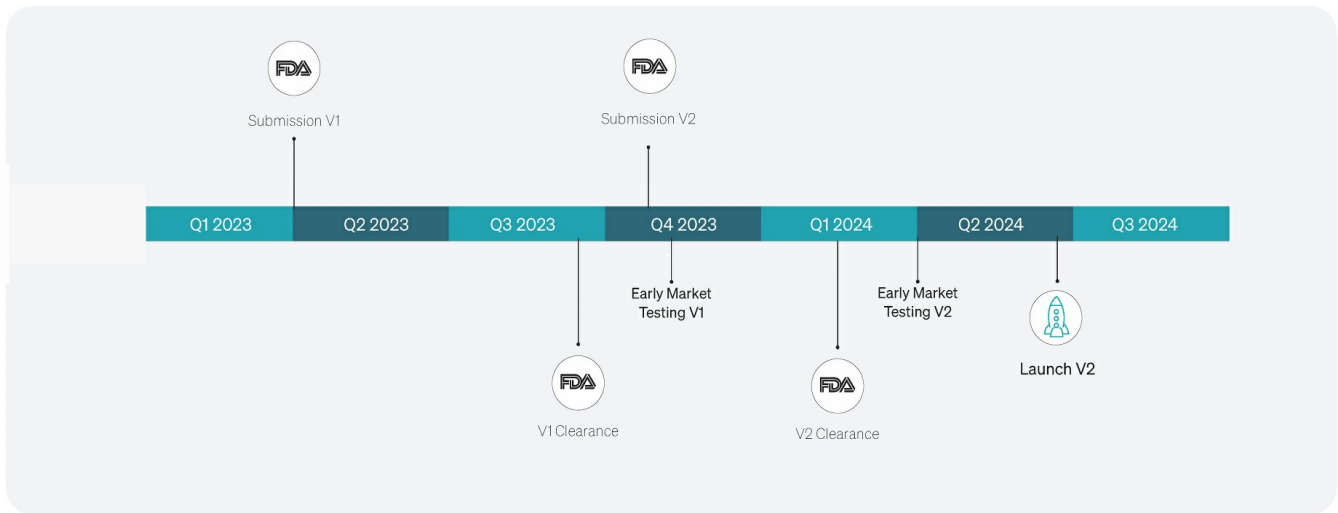 FDA
FDA
Submission V1
Submission V2
Q1 2023
Q2 2023
Q3 2023
Q4 2023
Q1 2024
Q2 2024
Q3 2024
Early Market
Testing V1
Early Market
Testing V2
Launch V2
FDA
FDA
V1 Clearance
V2 Clearance